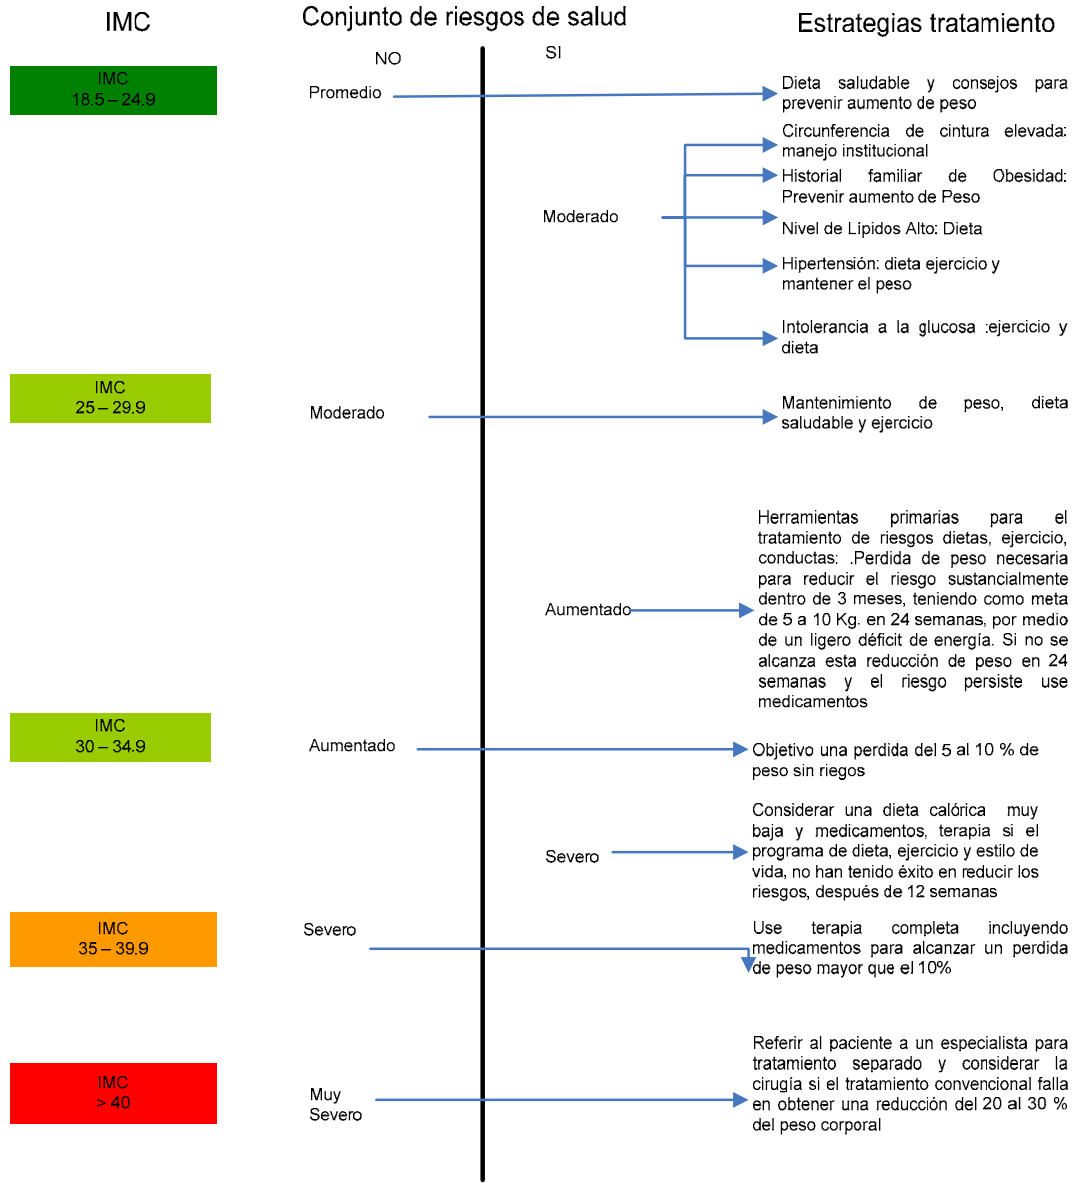 IMC
Conjunto de riesgos de salud
Estrategias tratamiento
NO
SI
IMC
18.5 – 24.9
Promedio
Dieta saludable y consejos para
prevenir aumento de peso
Moderado
Circunferencia de cintura elevada:
manejo institucional
Historial familiar de Obesidad:
Prevenir aumento de Peso
Nivel de Lípidos Alto: Dieta
Hipertensión: dieta ejercicio y
mantener el peso
Intolerancia a la glucosa :ejercicio y
dieta
IMC
25 – 29.9
Moderado
Mantenimiento de peso, dieta
saludable y ejercicio
Aumentado
Herramientas primarias para el
tratamiento de riesgos dietas, ejercicio,
conductas: .Perdida de peso necesaria
para reducir el riesgo sustancialmente
dentro de 3 meses, teniendo como meta
de 5 a 10 Kg. en 24 semanas, por medio
de un ligero déficit de energía. Si no se
alcanza esta reducción de peso en 24
semanas y el riesgo persiste use
medicamentos
IMC
30 – 34.9
Aumentado
Objetivo una perdida del 5 al 10 % de
peso sin riegos
Severo
Considerar una dieta calórica muy
baja y medicamentos, terapia si el
programa de dieta, ejercicio y estilo de
vida, no han tenido éxito en reducir los
riesgos, después de 12 semanas
IMC
35 – 39.9
Severo
Use terapia completa incluyendo
medicamentos para alcanzar un perdida
de peso mayor que el 10%
IMC
> 40
Muy
Severo
Referir al paciente a un especialista para
tratamiento separado y considerar la
cirugía si el tratamiento convencional falla
en obtener una reducción del 20 al 30 %
del peso corporal